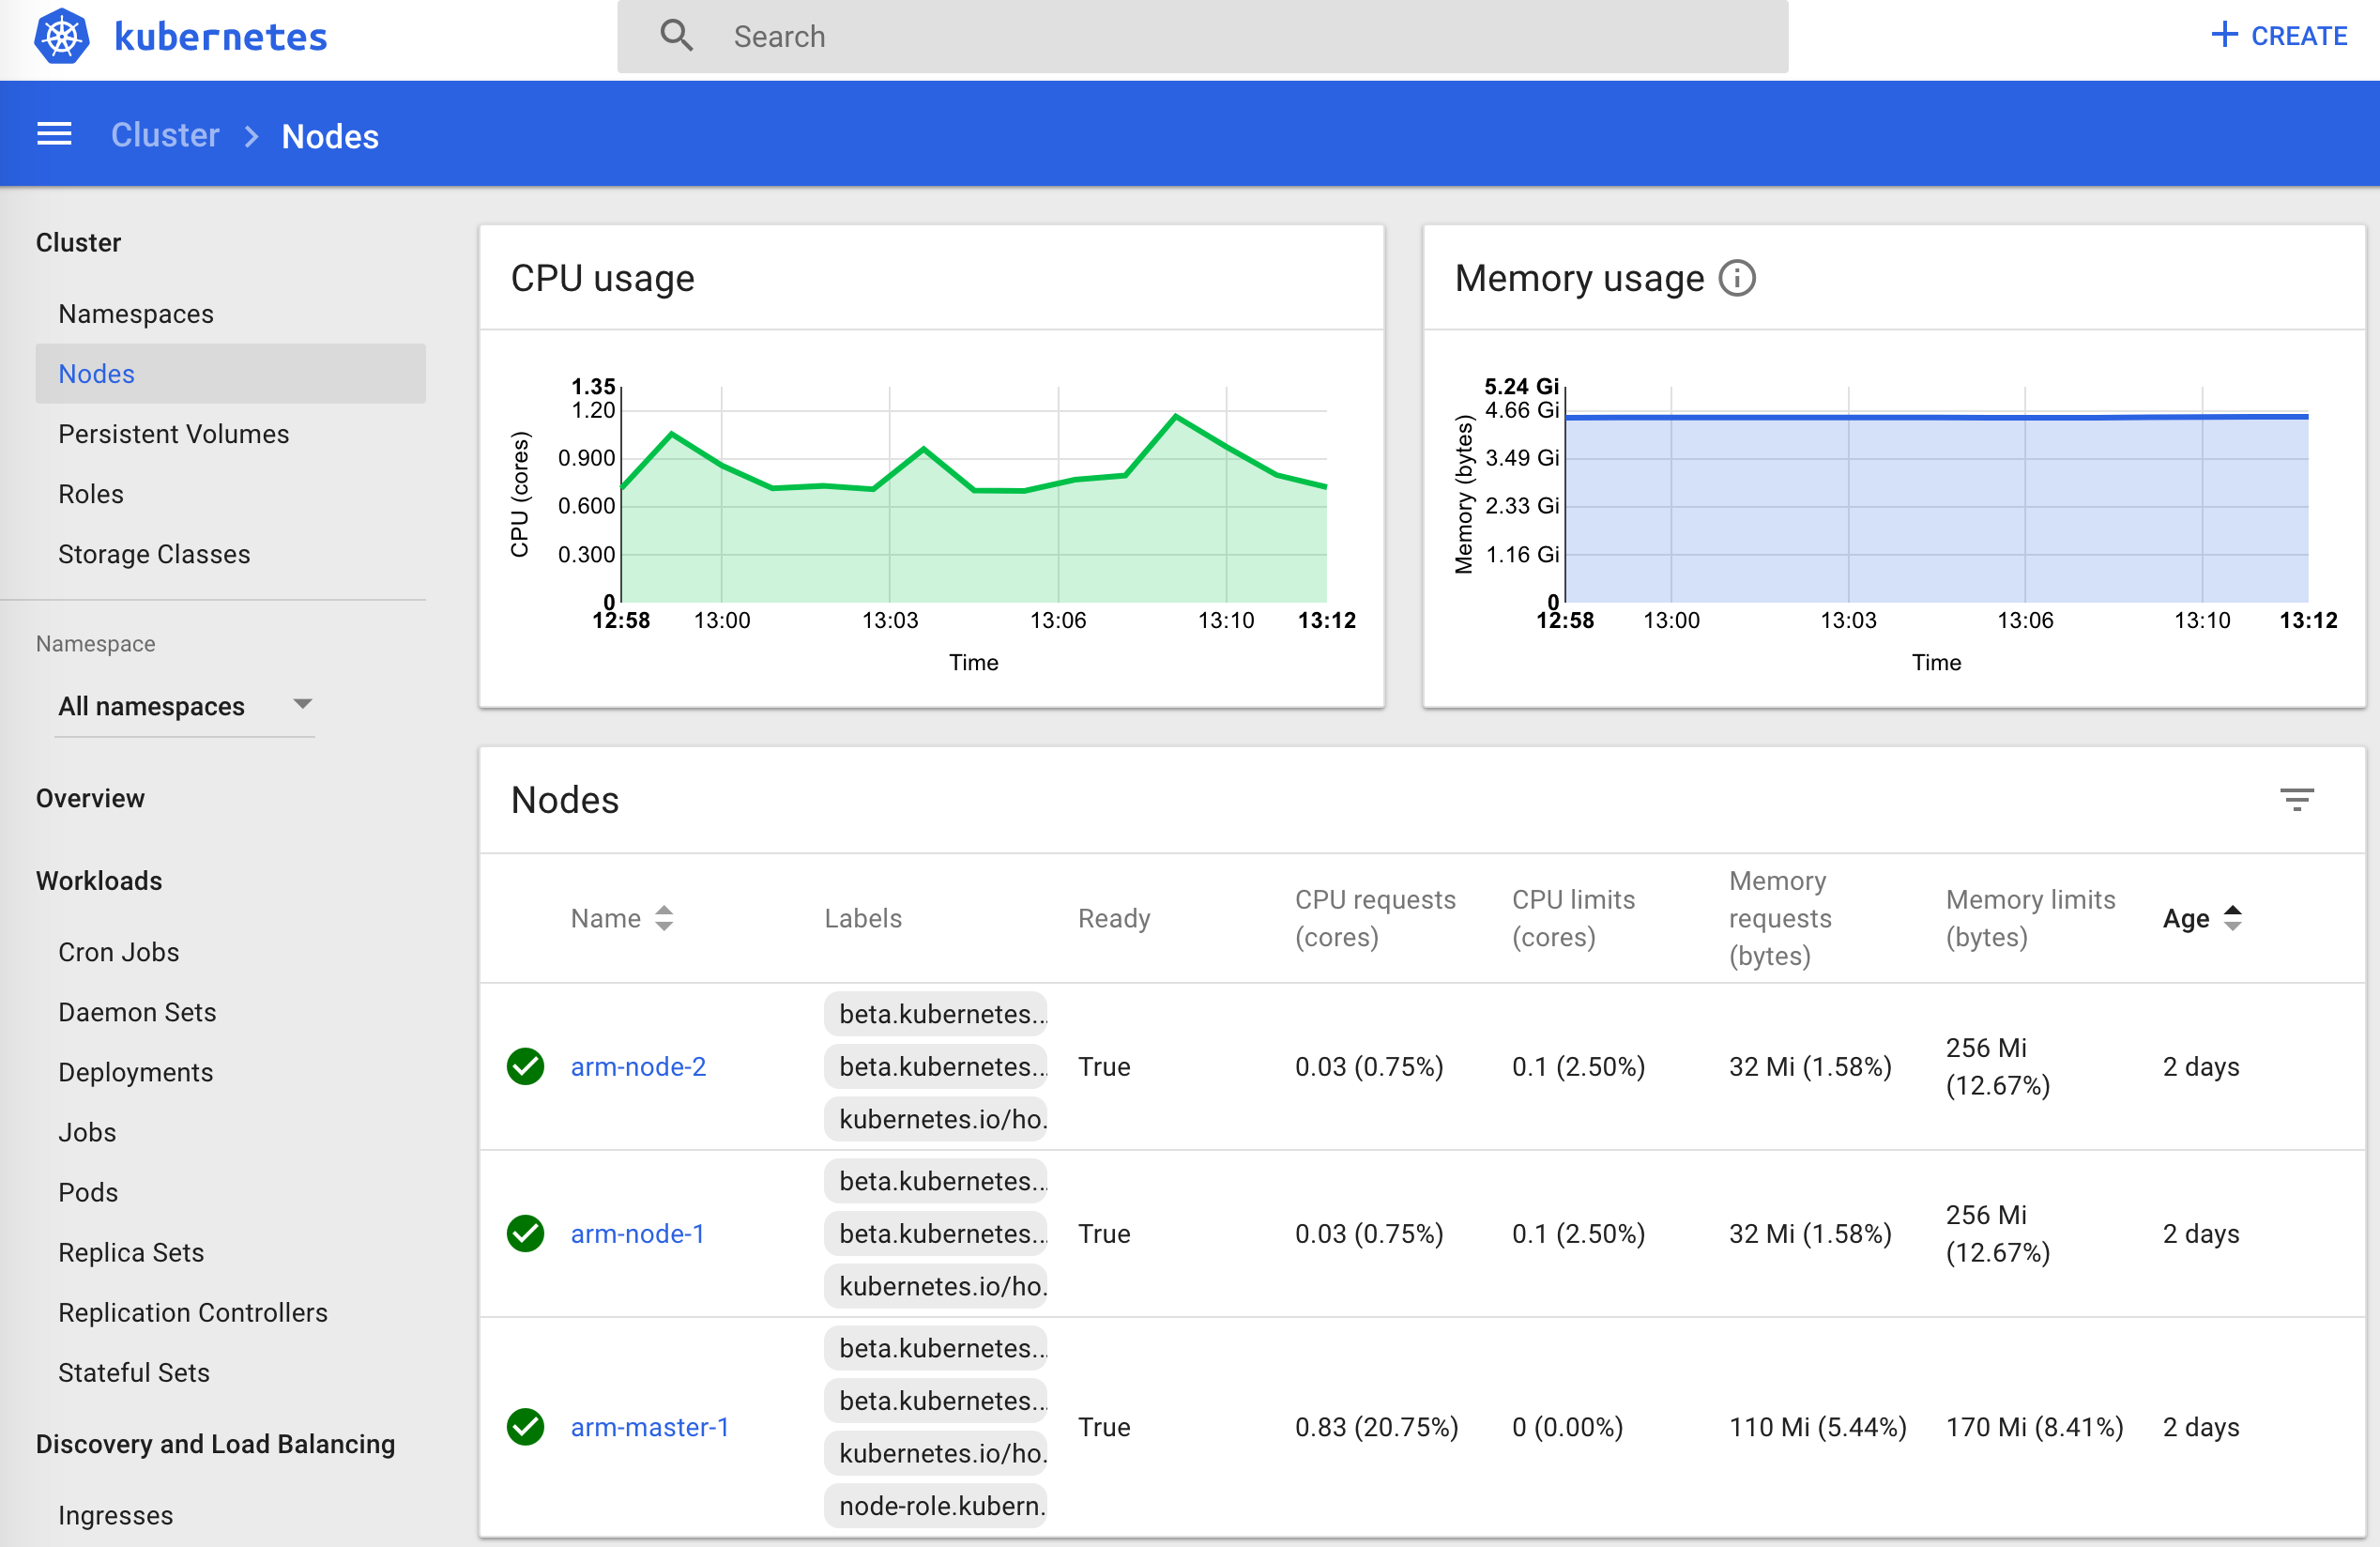 kubernetes
Search
CREATE
Cluster
Nodes
Cluster
Namespaces
Nodes
Persistent Volumes
Roles
Storage Classes
Namespace
All namespaces
Overview
Workloads
Cron Jobs
Daemon Sets
Deployments
Jobs
Pods
Replica Sets
Replication Controllers
Stateful Sets
Discovery and Load Balancing
Ingresses
CPU usage
CPU (cores)
1.35
1.20
0.900
0.600
0.300
0
12:58 13:00 13:03 13:06 13:10 13:12
Time
Memory usage
Memory (bytes)
5.24 Gi
4.66 Gi
3.49 Gi
2.33 Gi
1.16 Gi
0
12:58 13:00 13:03 13:06 13:10 13:12
Time
Nodes
Name
Labels
Ready
CPU requests
(cores)
CPU limits
(cores)
Memory
requests
(bytes)
Memory limits
(bytes)
Age
arm-node-2
beta.kubernetes...
beta.kubernetes...
kubernetes.io/ho.
True
0.03 (0.75%)
0.1 (2.50%)
32 Mi (1.58%)
256 Mi
(12.67%)
2 days
arm-node-1
beta.kubernetes...
beta.kubernetes...
kubernetes.io/ho.
True
0.03 (0.75%)
0.1 (2.50%)
32 Mi (1.58%)
256 Mi
(12.67%)
2 days
arm-master-1
beta.kubernetes...
beta.kubernetes...
kubernetes.io/ho.
node-role.kubern.
True
0.83 (20.75%)
0 (0.00%)
110 Mi (5.44%)
170 Mi (8.41%)
2 days